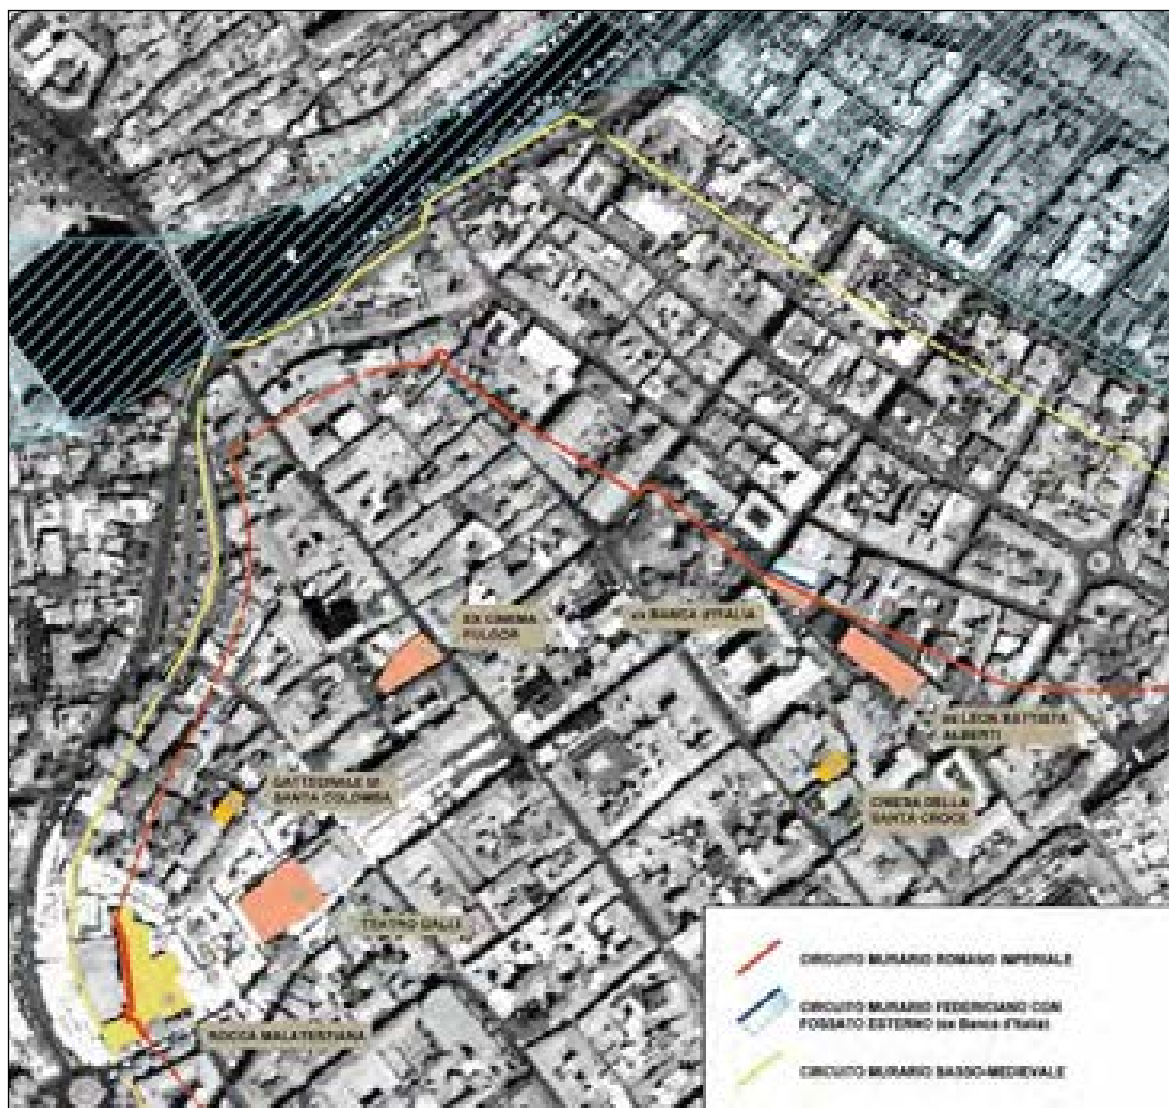 EX CINEMA
FULGOR
ex BANCA D'ITALIA
ex LEON BATTISTA
ALBERTI
CATTEDRALE DI
SANTA COLOMBA
CHIESA DELLA
SANTA CROCE
TEATRO GALLI
ROCCA MALATESTIANA
CIRCUITO MURARIO ROMANO IMPERIALE
CIRCUITO MURARIO FEDERICIANO CON
FOSSATO ESTERNO (ex Banca d'Italia)
CIRCUITO MURARIO BASSO-MEDIEVALE